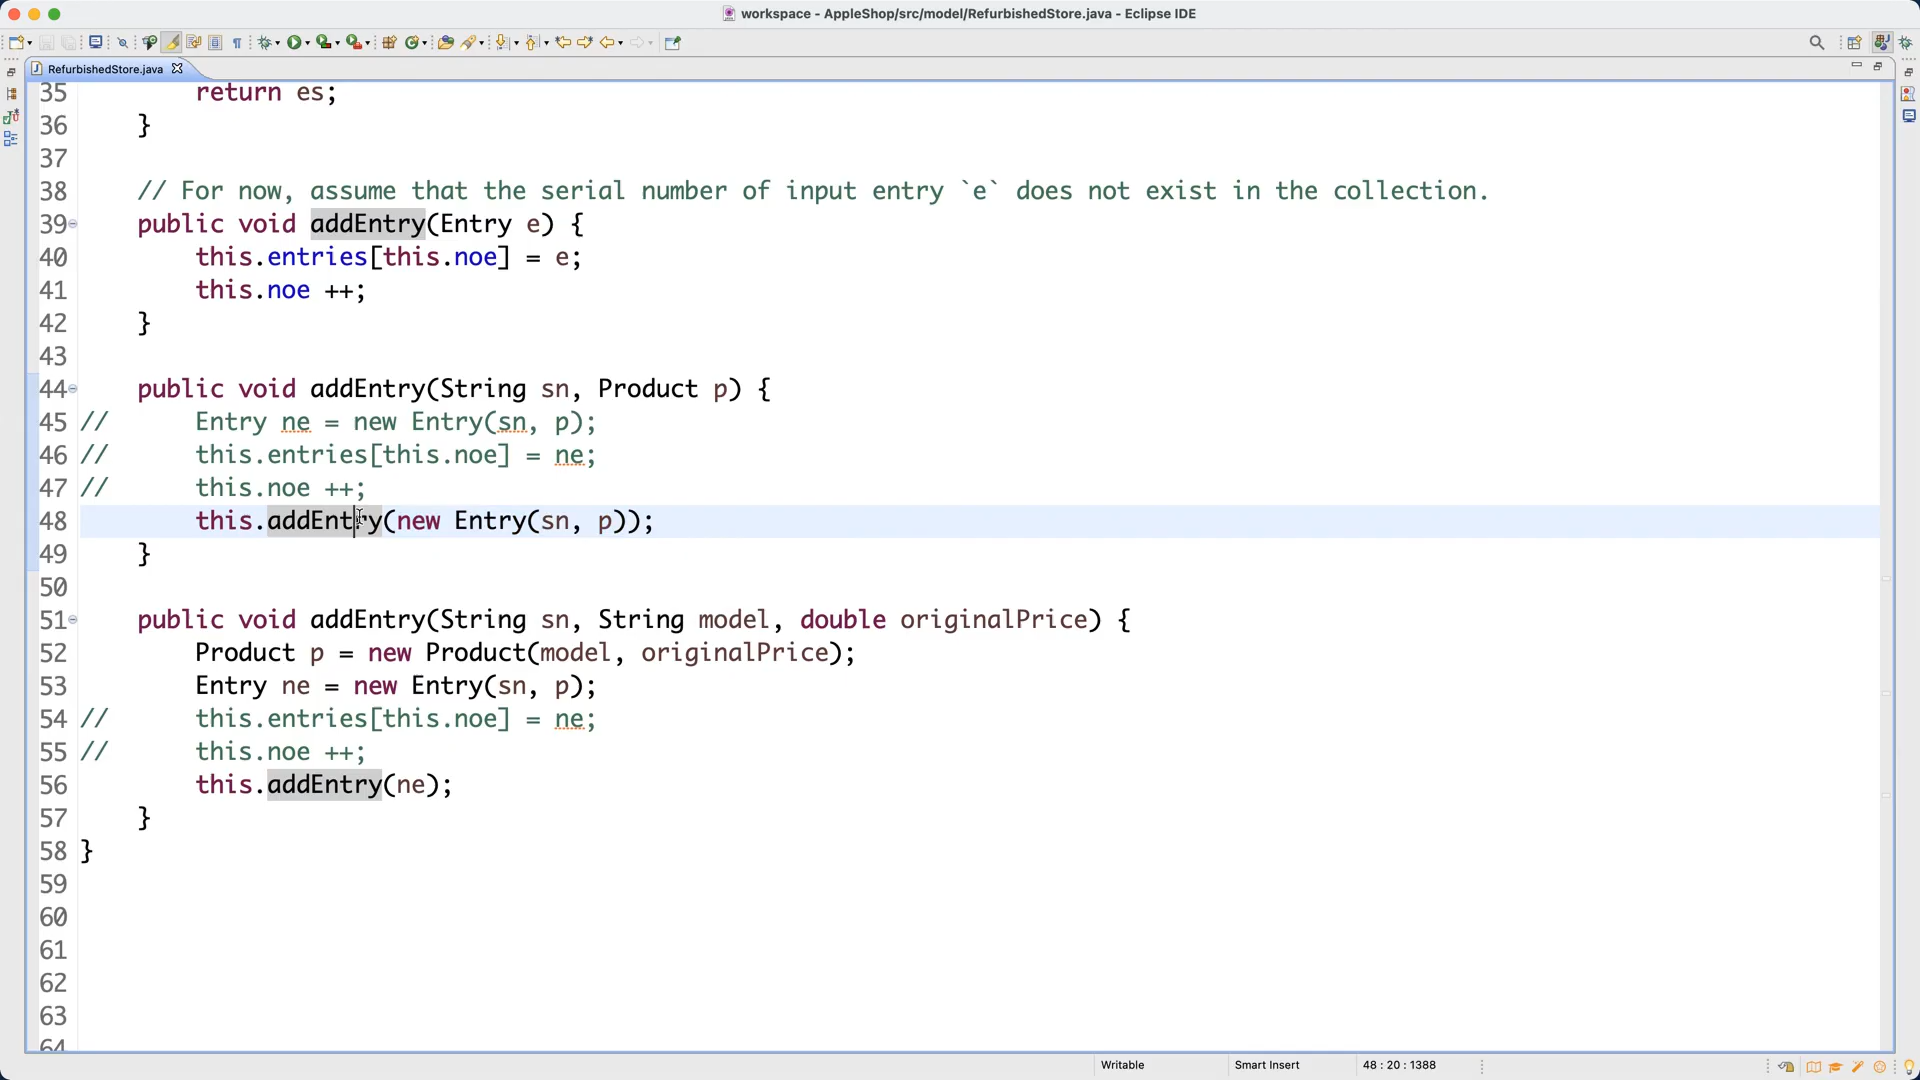 workspace - AppleShop/src/model/RefurbishedStore.java - Eclipse IDE
RefurbishedStore.java
35 return es;
36 }
37
38 // For now, assume that the serial number of input entry `e` does not exist in the collection.
39 public void addEntry(Entry e) {
40 this.entries[this.noe] = e;
41 this.noe ++;
42 }
43
44 public void addEntry(String sn, Product p) {
45 // Entry ne = new Entry(sn, p);
46 // this.entries[this.noe] = ne;
47 // this.noe ++;
48 this.addEntry(new Entry(sn, p));
49 }
50
51 public void addEntry(String sn, String model, double originalPrice) {
52 Product p = new Product(model, originalPrice);
53 Entry ne = new Entry(sn, p);
54 // this.entries[this.noe] = ne;
55 // this.noe ++;
56 this.addEntry(ne);
57 }
58 }
59
60
61
62
63
64
Writable Smart Insert 48 : 20 : 1388